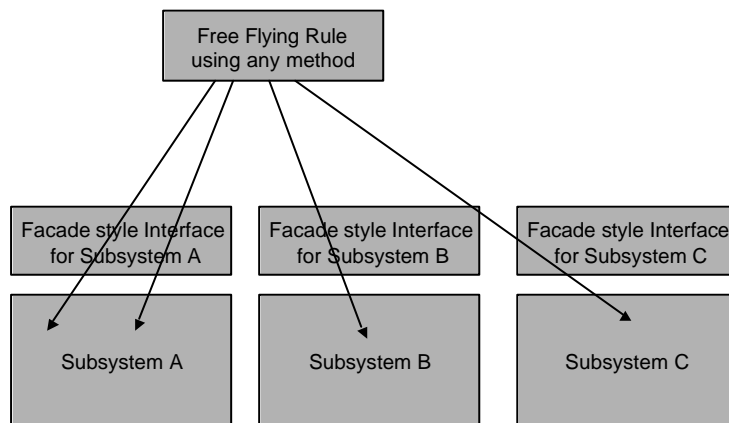 Free Flying Rule
using any method
Facade style Interface
for Subsystem A
Facade style Interface
for Subsystem B
Facade style Interface
for Subsystem C
Subsystem A
Subsystem B
Subsystem C